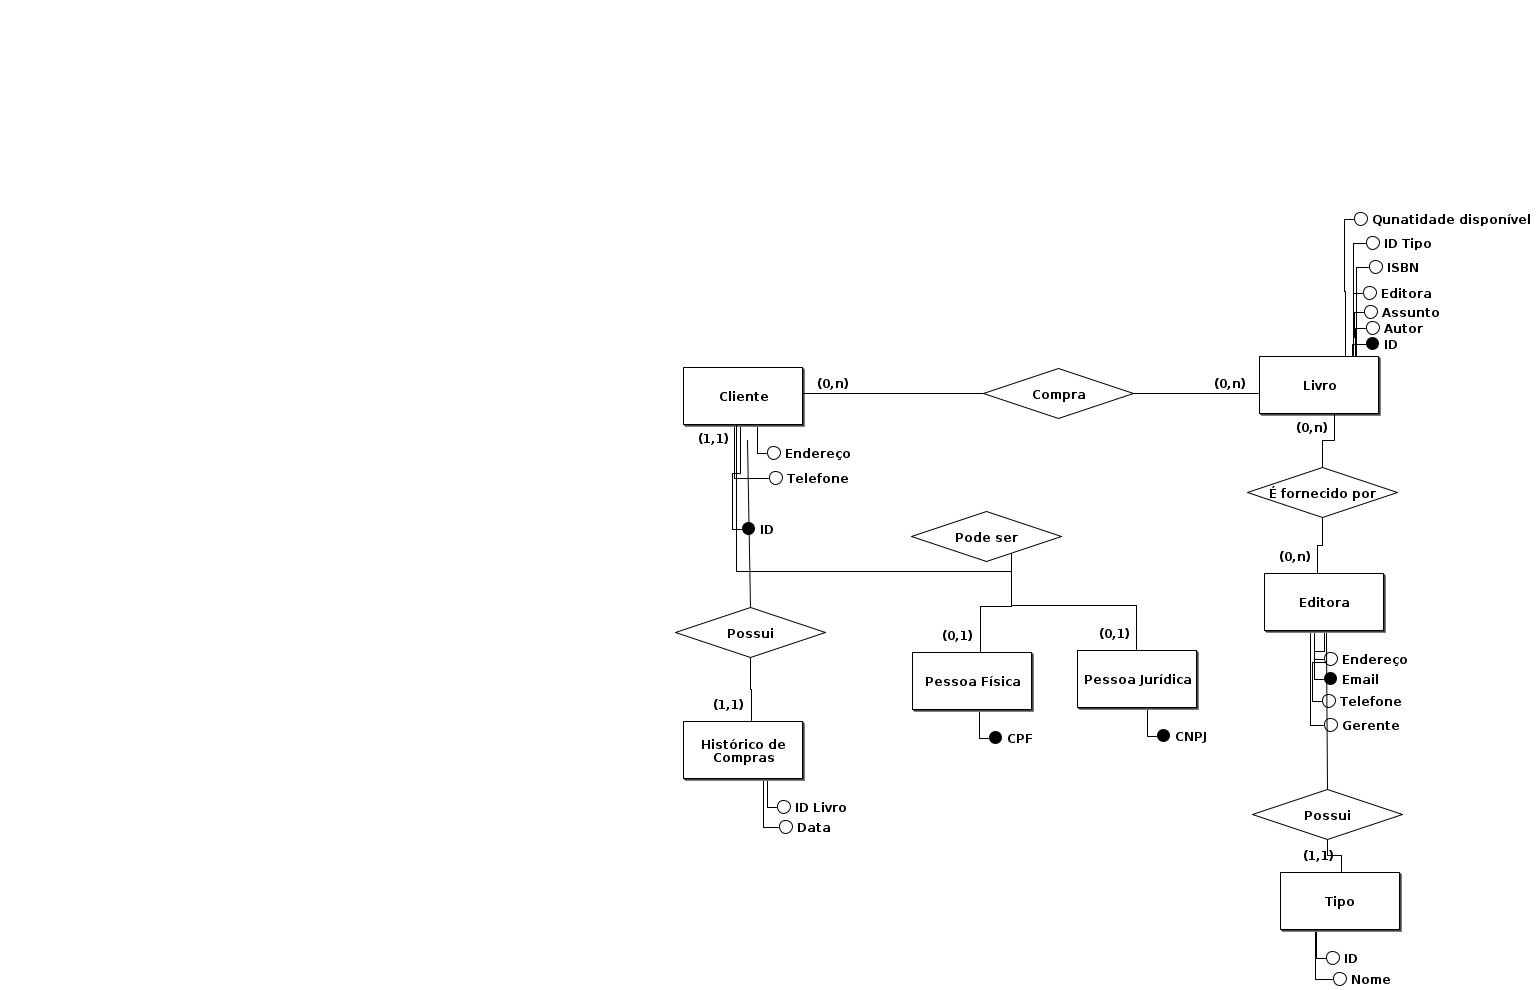 Qunatidade disponível
ID Tipo
ISBN
Editora
Assunto
Autor
ID
Livro
Cliente
(0,n)
Compra
(0,n)
(1,1)
(0,n)
Endereço
Telefone
É fornecido por
ID
Pode ser
(0,n)
Editora
Possui
(0,1)
(0,1)
Endereço
Pessoa Física
Pessoa Jurídica
Email
Telefone
(1,1)
Gerente
CPF
CNPJ
Histórico de
Compras
ID Livro
Data
Possui
(1,1)
Tipo
ID
Nome